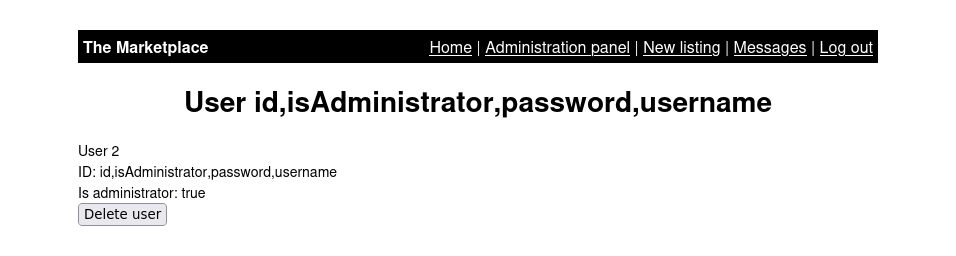 The Marketplace Home | Administration panel | New listing | Messages | Log out
User id,isAdministrator,password,username
User 2
ID: id,isAdministrator,password,username
Is administrator: true
Delete user